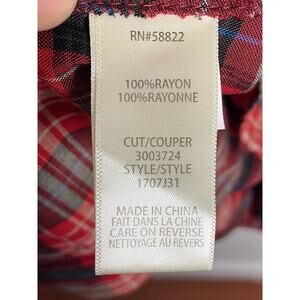 RN#58822
100%RAYON
100%RAYONNE
CUT/COUPER
3003724
STYLE/STYLE
1707J31
MADE IN CHINA
FAIT DANS LA CHINE
CARE ON REVERSE
NETTOYAGE AU REVERS